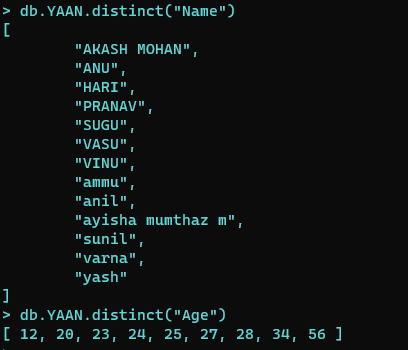 > db.YAAN.distinct("Name")
[
"AKASH MOHAN",
"ANU",
"HARI",
"PRANAV",
"SUGU",
"VASU",
"VINU",
"ammu",
"anil",
"ayisha mumthaz m",
"sunil",
"varna",
"yash"
]
> db.YAAN.distinct("Age")
[ 12, 20, 23, 24, 25, 27, 28, 34, 56 ]